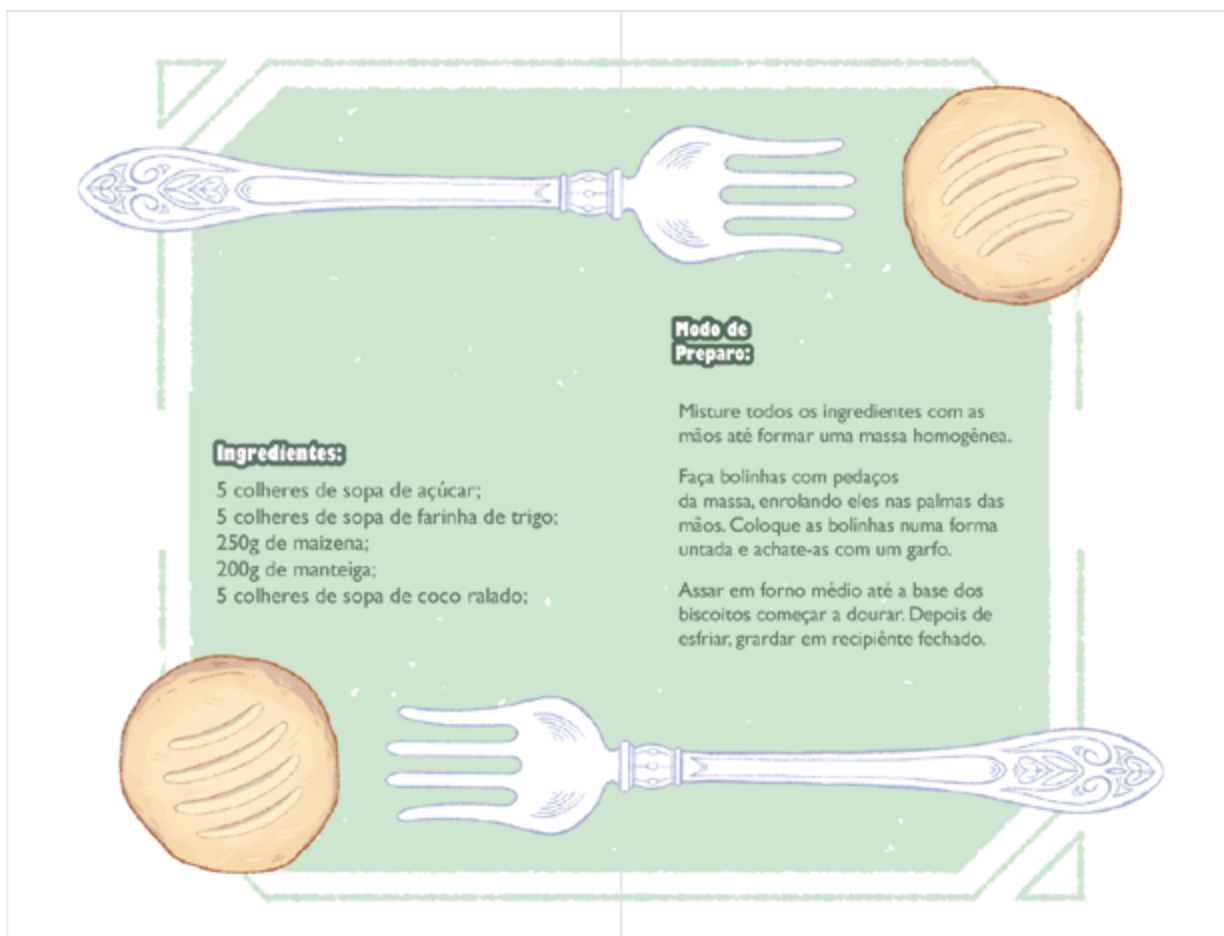 Ingredientes:
5 colheres de sopa de açúcar;
5 colheres de sopa de farinha de trigo;
250g de maizena;
200g de manteiga;
5 colheres de sopa de coco ralado;
Modo de
Preparo:
Misture todos os ingredientes com as
mãos até formar uma massa homogênea.
Faça bolinhas com pedaços
da massa, enrolando eles nas palmas das
mãos. Coloque as bolinhas numa forma
untada e achate-as com um garfo.
Assar em forno médio até a base dos
biscoitos começar a dourar. Depois de
esfriar, grardar em recipiênte fechado.